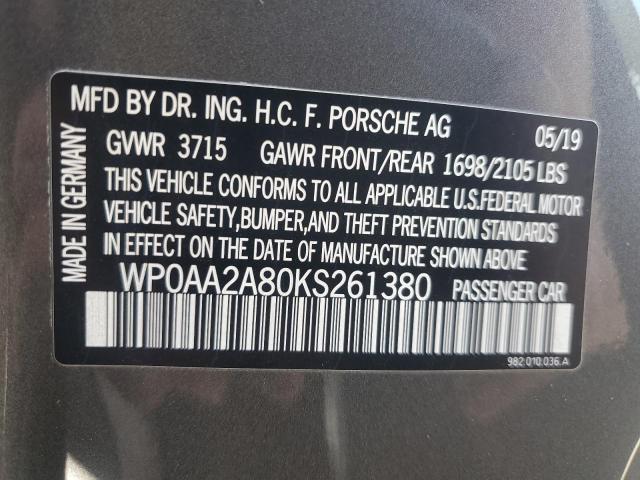 MFD BY DR. ING. H.C. F. PORSCHE AG 05/19
GVWR 3715 GAWR FRONT/REAR 1698/2105 LBS
THIS VEHICLE CONFORMS TO ALL APPLICABLE U.S.FEDERAL MOTOR
VEHICLE SAFETY,BUMPER,AND THEFT PREVENTION STANDARDS
IN EFFECT ON THE DATE OF MANUFACTURE SHOWN ABOVE
WP0AA2A80KS261380 PASSENGER CAR
982.010.036.A
MADE IN GERMANY